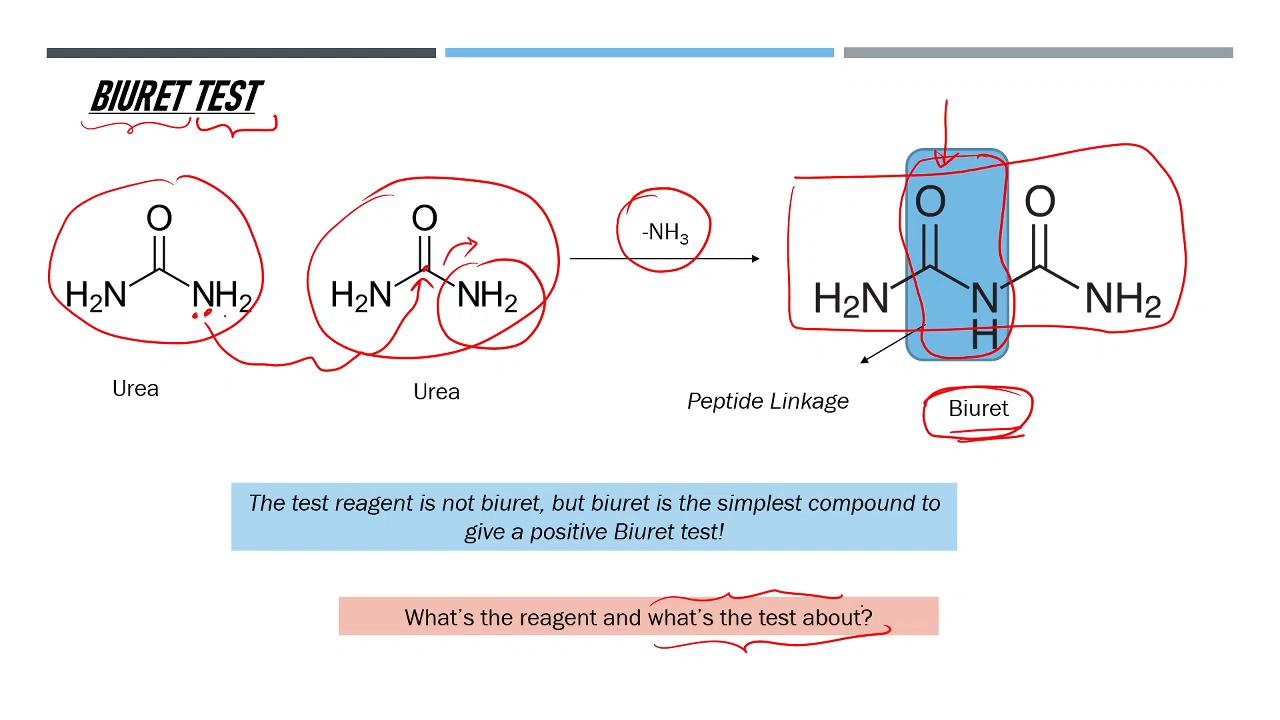 BIURET TEST
O
H₂N NH₂
Urea
O
H₂N NH₂
Urea
-NH₃
O O
H₂N N NH₂
H
Peptide Linkage
Biuret
The test reagent is not biuret, but biuret is the simplest compound to
give a positive Biuret test!
What's the reagent and what's the test about?